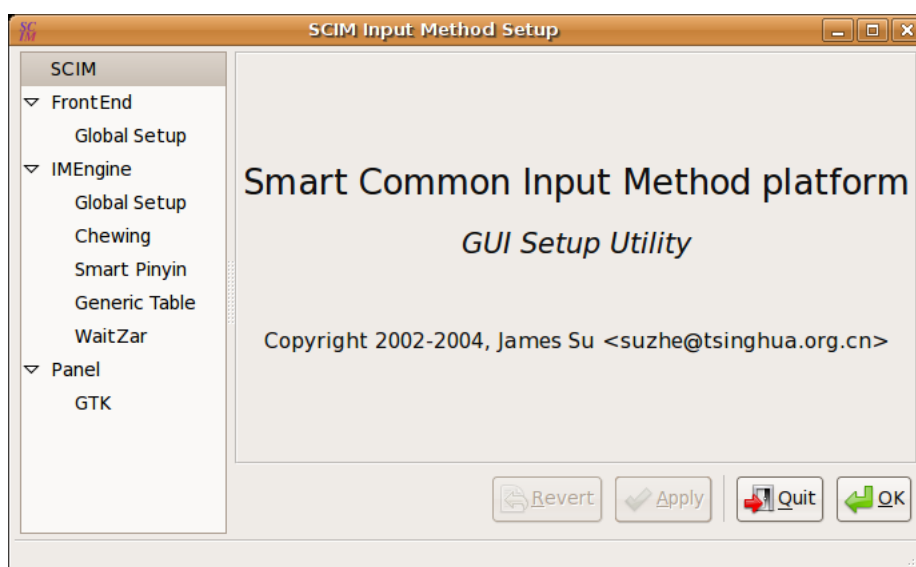 SCIM
SCIM Input Method Setup
SCIM
FrontEnd
Global Setup
IMEngine
Global Setup
Chewing
Smart Pinyin
Generic Table
WaitZar
Panel
GTK
Smart Common Input Method platform
GUI Setup Utility
Copyright 2002-2004, James Su <suzhe@tsinghua.org.cn>
Revert
Apply
Quit
OK